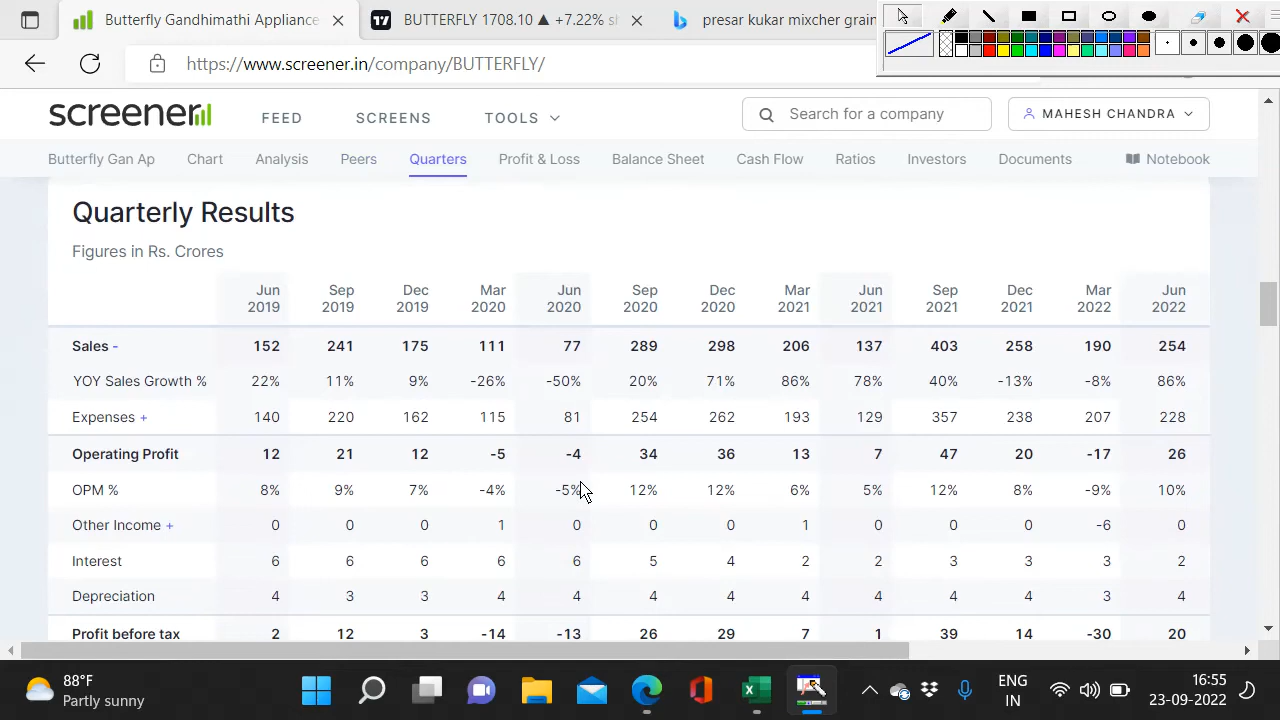 Butterfly Gandhimathi Appliance
BUTTERFLY 1708.10 ▲ +7.22% sh
presar kukar mixcher grain
https://www.screener.in/company/BUTTERFLY/
screener
FEED SCREENS TOOLS
Search for a company
MAHESH CHANDRA
Butterfly Gan Ap Chart Analysis Peers Quarters Profit & Loss Balance Sheet Cash Flow Ratios Investors Documents Notebook
Quarterly Results
Figures in Rs. Crores
Jun 2019 Sep 2019 Dec 2019 Mar 2020 Jun 2020 Sep 2020 Dec 2020 Mar 2021 Jun 2021 Sep 2021 Dec 2021 Mar 2022 Jun 2022
Sales - 152 241 175 111 77 289 298 206 137 403 258 190 254
YOY Sales Growth % 22% 11% 9% -26% -50% 20% 71% 86% 78% 40% -13% -8% 86%
Expenses + 140 220 162 115 81 254 262 193 129 357 238 207 228
Operating Profit 12 21 12 -5 -4 34 36 13 7 47 20 -17 26
OPM % 8% 9% 7% -4% -5% 12% 12% 6% 5% 12% 8% -9% 10%
Other Income + 0 0 0 1 0 0 0 1 0 0 0 -6 0
Interest 6 6 6 6 6 5 4 2 2 3 3 3 2
Depreciation 4 3 3 4 4 4 4 4 4 4 4 3 4
Profit before tax 2 12 3 -14 -13 26 29 7 1 39 14 -30 20
88°F
Partly sunny
ENG
IN
16:55
23-09-2022